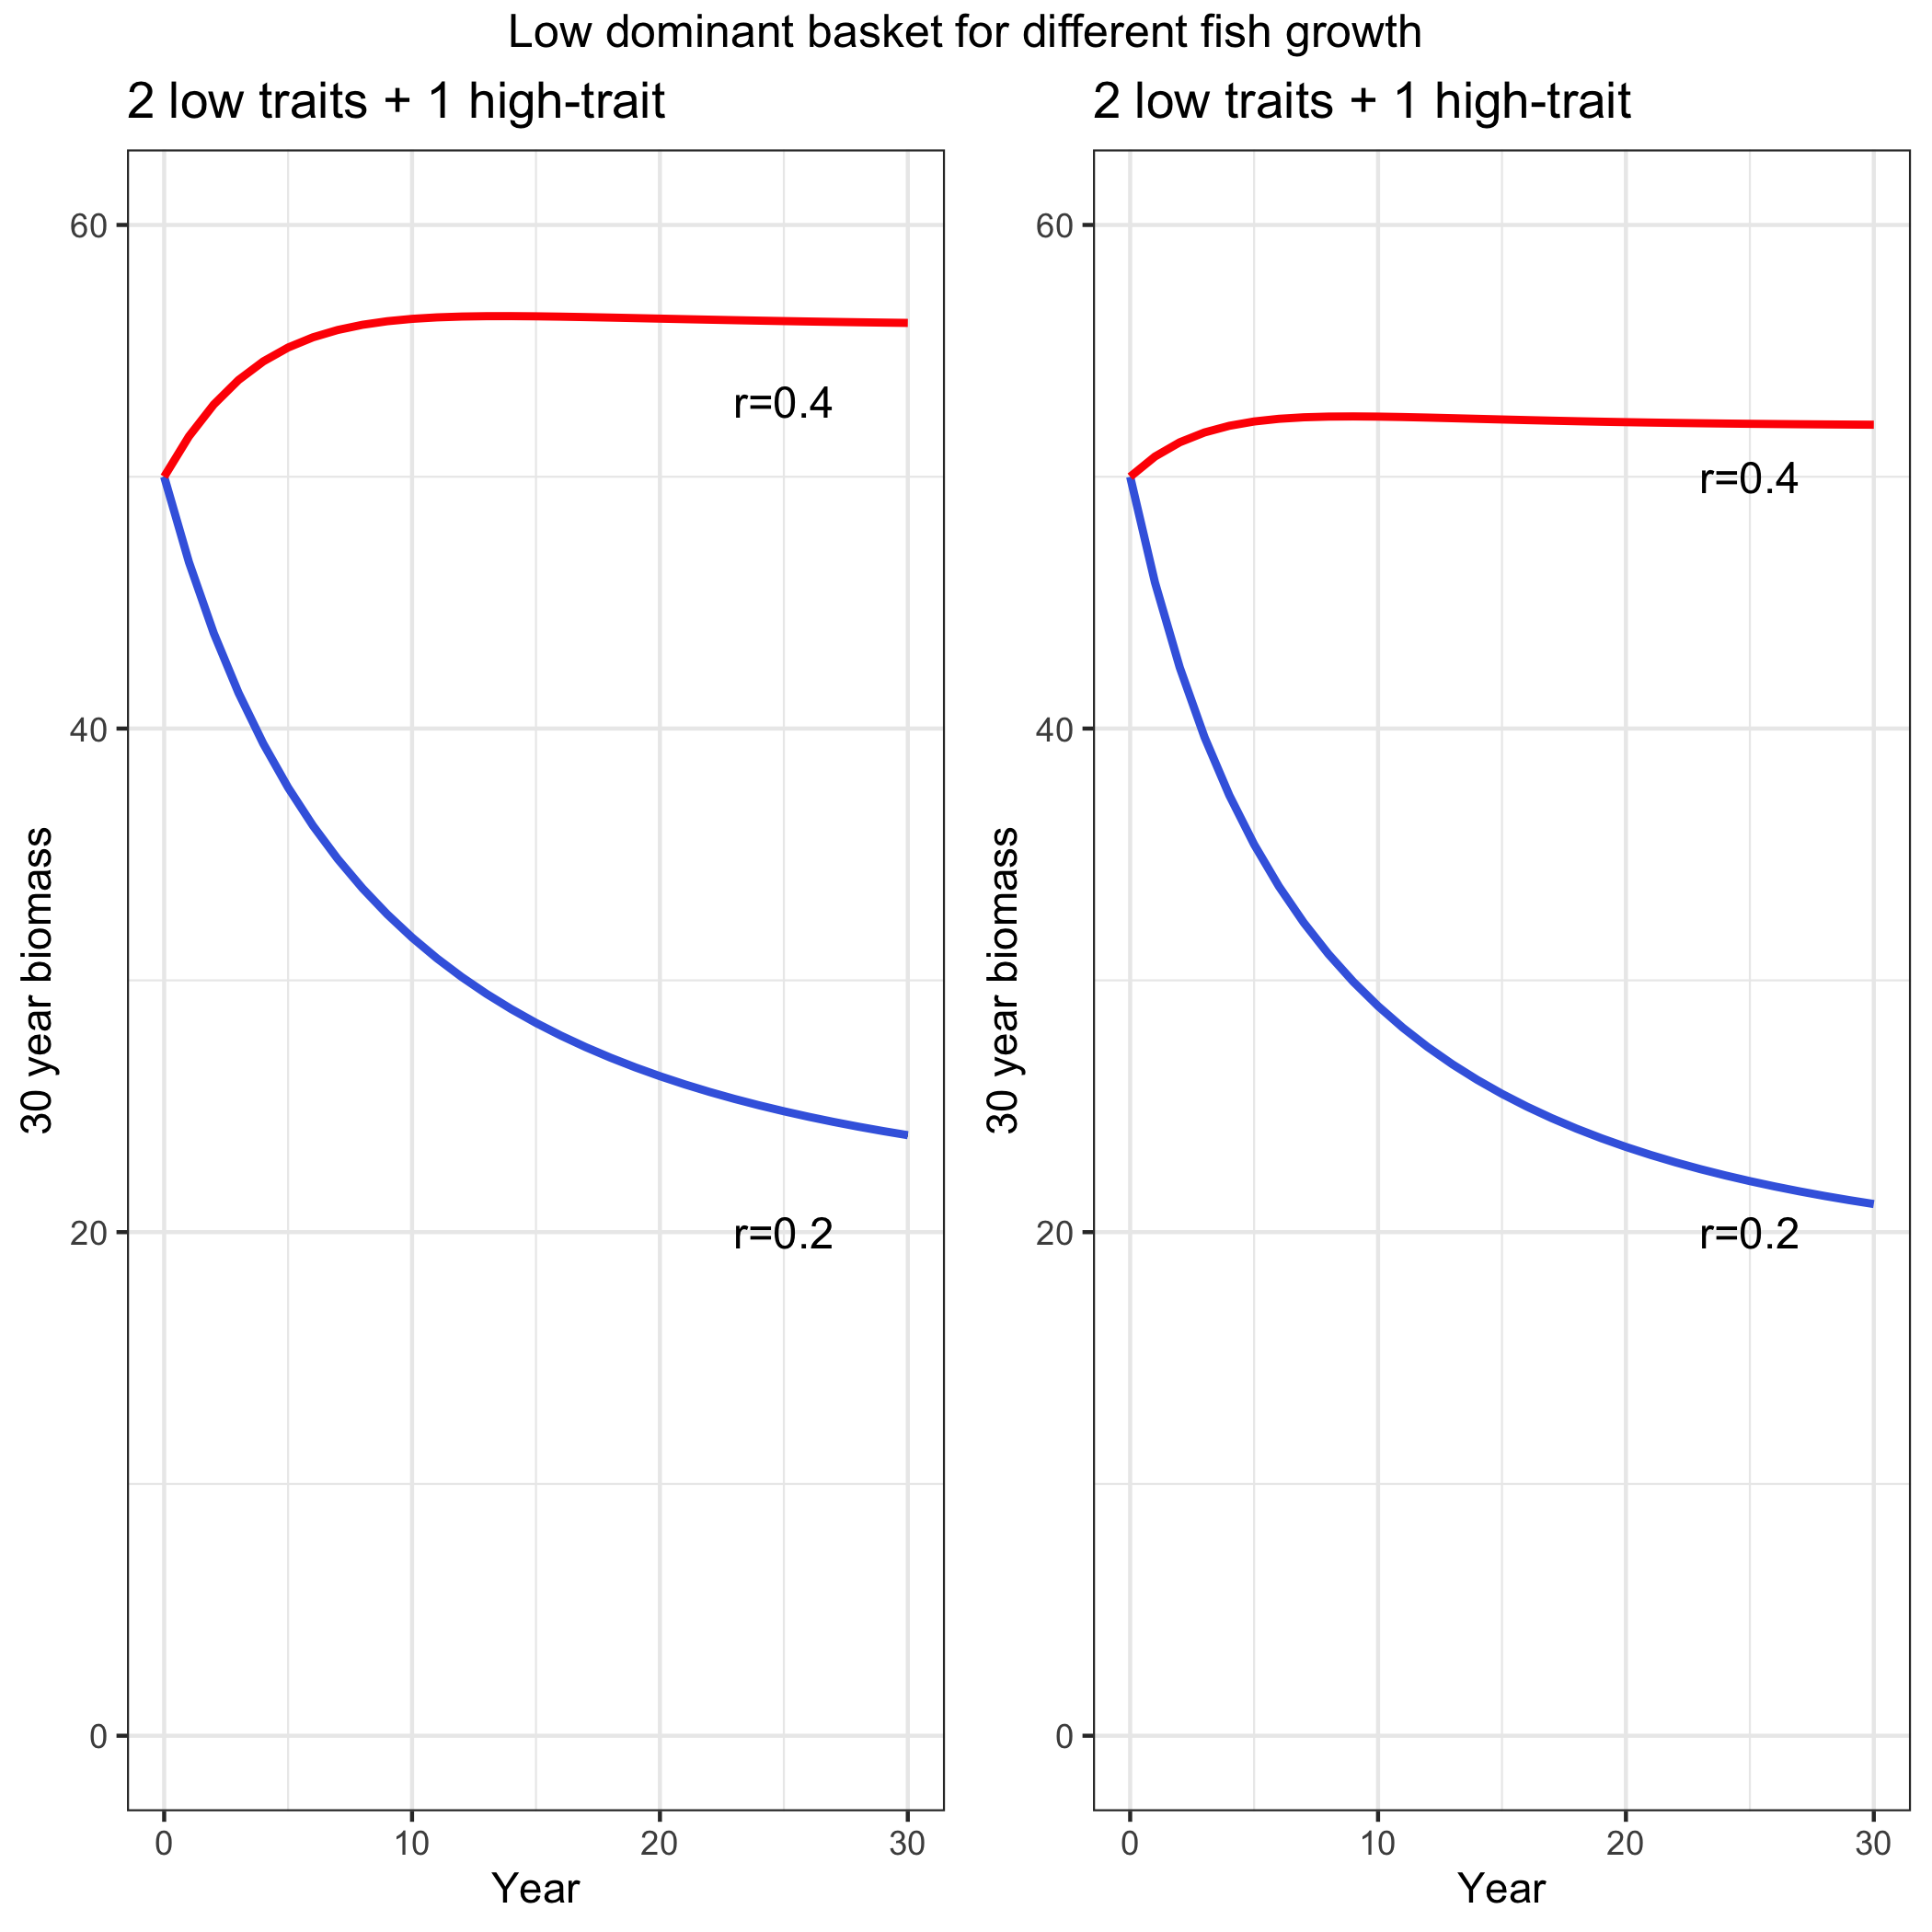 Low dominant basket for different fish growth
2 low traits + 1 high-trait
60
40
20
0
r=0.4
r=0.2
30 year biomass
0 10 20 30
Year
2 low traits + 1 high-trait
60
40
20
0
r=0.4
r=0.2
30 year biomass
0 10 20 30
Year